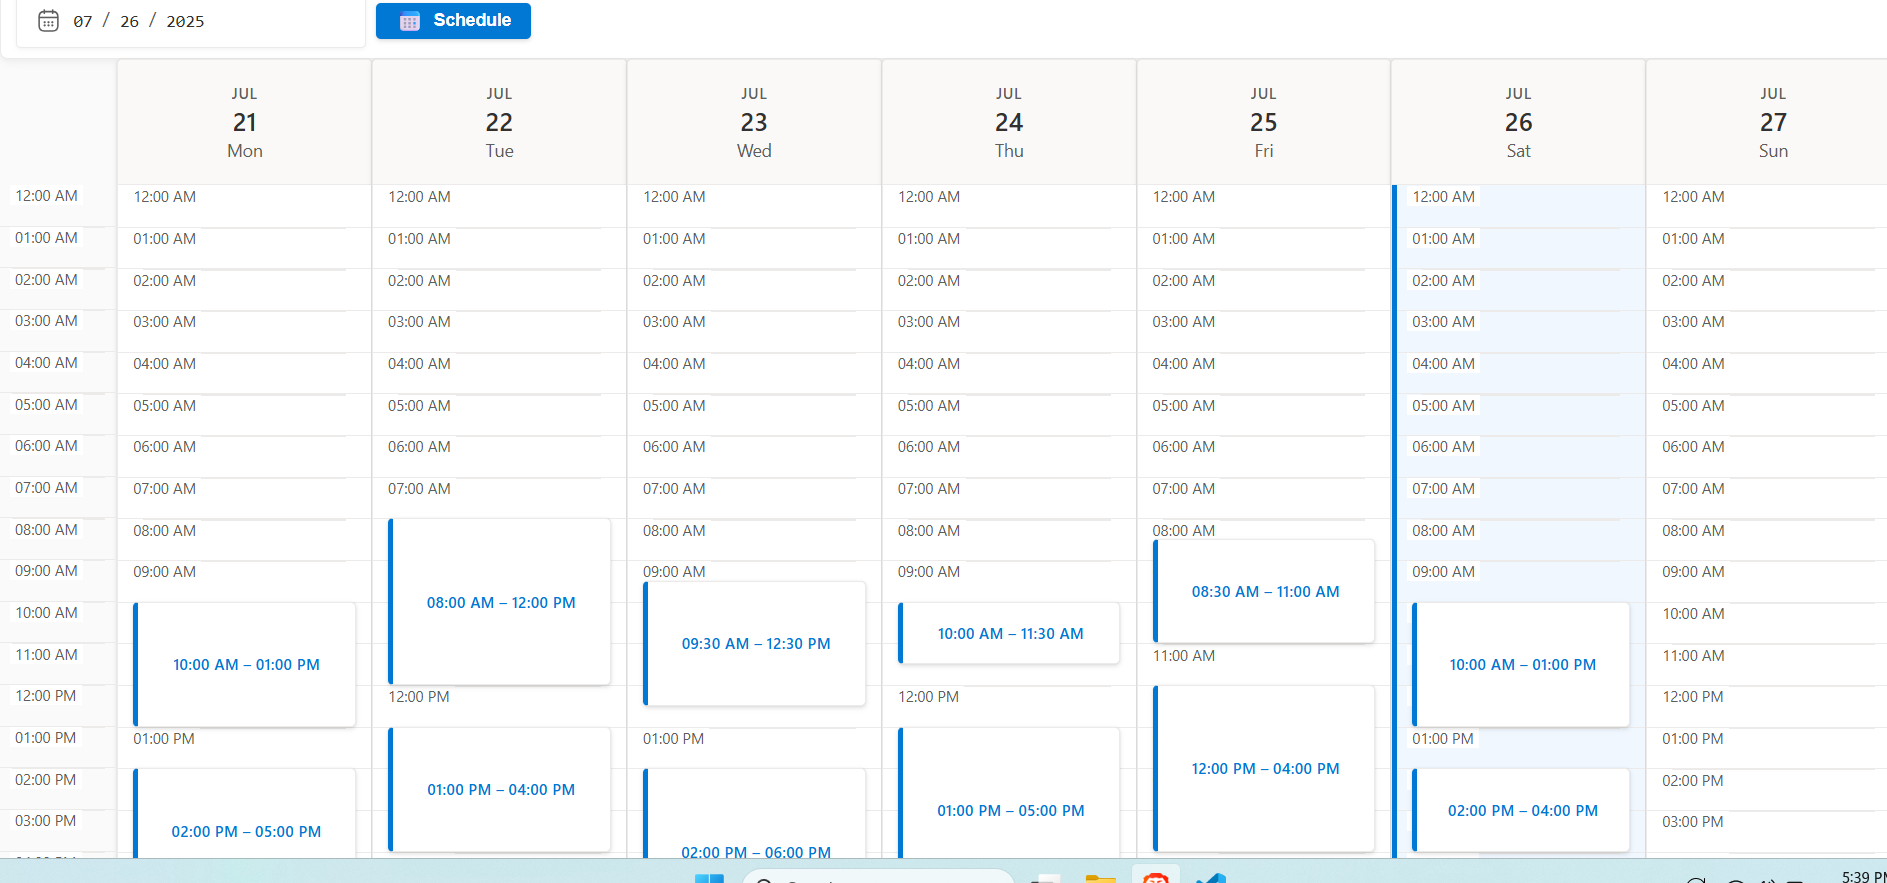 07 / 26 / 2025
Schedule
JUL 21 Mon
JUL 22 Tue
JUL 23 Wed
JUL 24 Thu
JUL 25 Fri
JUL 26 Sat
JUL 27 Sun
12:00 AM 12:00 AM 12:00 AM 12:00 AM 12:00 AM 12:00 AM 12:00 AM 12:00 AM
01:00 AM 01:00 AM 01:00 AM 01:00 AM 01:00 AM 01:00 AM 01:00 AM 01:00 AM
02:00 AM 02:00 AM 02:00 AM 02:00 AM 02:00 AM 02:00 AM 02:00 AM 02:00 AM
03:00 AM 03:00 AM 03:00 AM 03:00 AM 03:00 AM 03:00 AM 03:00 AM 03:00 AM
04:00 AM 04:00 AM 04:00 AM 04:00 AM 04:00 AM 04:00 AM 04:00 AM 04:00 AM
05:00 AM 05:00 AM 05:00 AM 05:00 AM 05:00 AM 05:00 AM 05:00 AM 05:00 AM
06:00 AM 06:00 AM 06:00 AM 06:00 AM 06:00 AM 06:00 AM 06:00 AM 06:00 AM
07:00 AM 07:00 AM 07:00 AM 07:00 AM 07:00 AM 07:00 AM 07:00 AM 07:00 AM
08:00 AM 08:00 AM 08:00 AM 08:00 AM 08:00 AM 08:00 AM 08:00 AM
09:00 AM 09:00 AM 09:00 AM 09:00 AM 09:00 AM 09:00 AM
08:30 AM – 11:00 AM
08:00 AM – 12:00 PM
10:00 AM 10:00 AM
10:00 AM – 11:30 AM
09:30 AM – 12:30 PM
11:00 AM 11:00 AM 11:00 AM
10:00 AM – 01:00 PM 10:00 AM – 01:00 PM
12:00 PM 12:00 PM 12:00 PM 12:00 PM
01:00 PM 01:00 PM 01:00 PM 01:00 PM 01:00 PM
12:00 PM – 04:00 PM
02:00 PM 02:00 PM
01:00 PM – 04:00 PM
01:00 PM – 05:00 PM 02:00 PM – 04:00 PM
03:00 PM 03:00 PM
02:00 PM – 05:00 PM
02:00 PM – 06:00 PM
5:39